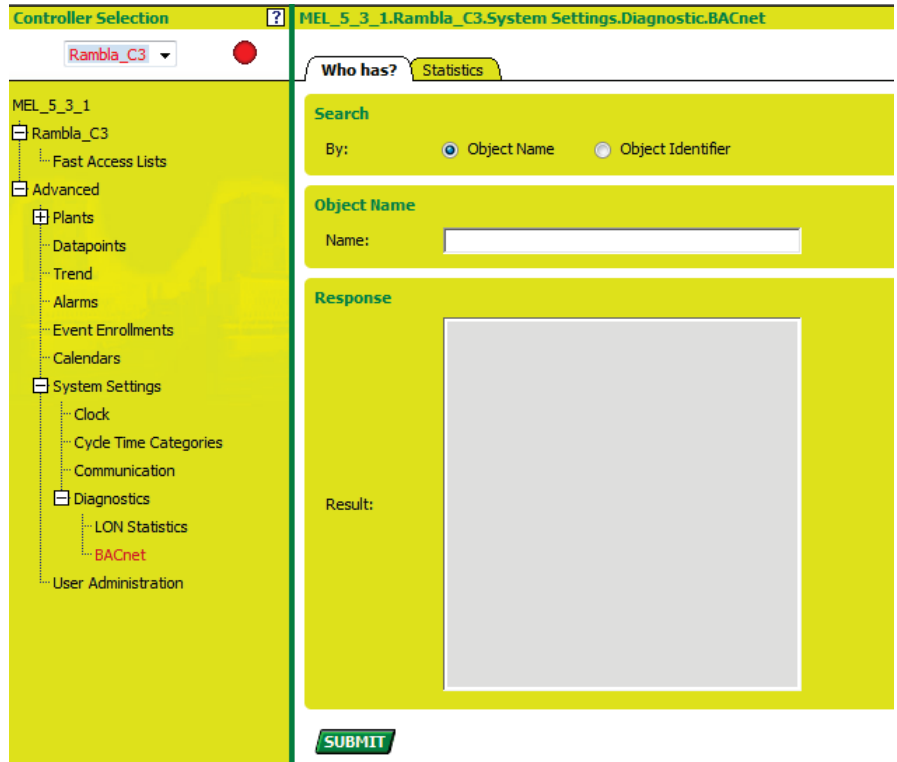 Controller Selection
?
Rambla_C3
MEL_5_3_1
Rambla_C3
Fast Access Lists
Advanced
Plants
Datapoints
Trend
Alarms
Event Enrollments
Calendars
System Settings
Clock
Cycle Time Categories
Communication
Diagnostics
LON Statistics
BACnet
User Administration
MEL_5_3_1.Rambla_C3.System Settings.Diagnostic.BACnet
Who has? Statistics
Search
By: Object Name Object Identifier
Object Name
Name:
Response
Result:
SUBMIT